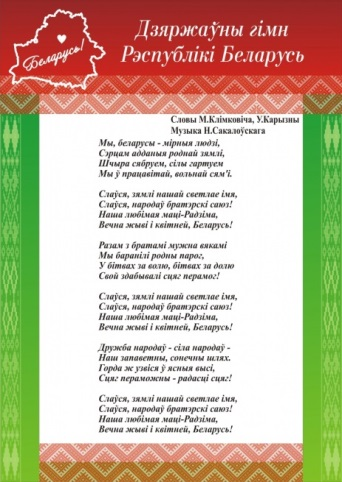 Беларусь!
Дзяржаўны гімн
Рэспублікі Беларусь
Словы М.Клімковіча, У.Карызны
Музыка Н.Сакалоўскага
Мы, беларусы - мірныя людзі,
Сэрцам адданыя роднай зямлі,
Шчыра сябруем, сілы гартуем
Мы ў працавітай, вольнай сям'і.
Слаўся, зямлі нашай светлае імя,
Слаўся, народаў братэрскі саюз!
Наша любімая маці-Радзіма,
Вечна жыві і квітней, Беларусь!
Разам з братамі мужна вякамі
Мы баранілі родны парог,
У бітвах за волю, бітвах за долю
Свой здабывалі сцяг перамог!
Слаўся, зямлі нашай светлае імя,
Слаўся, народаў братэрскі саюз!
Наша любімая маці-Радзіма,
Вечна жыві і квітней, Беларусь!
Дружба народаў - сіла народаў -
Наш запаветны, сонечны шлях.
Горда ж узвіся ў ясныя высі,
Сцяг пераможны - радасці сцяг!
Слаўся, зямлі нашай светлае імя,
Слаўся, народаў братэрскі саюз!
Наша любімая маці-Радзіма,
Вечна жыві і квітней, Беларусь!